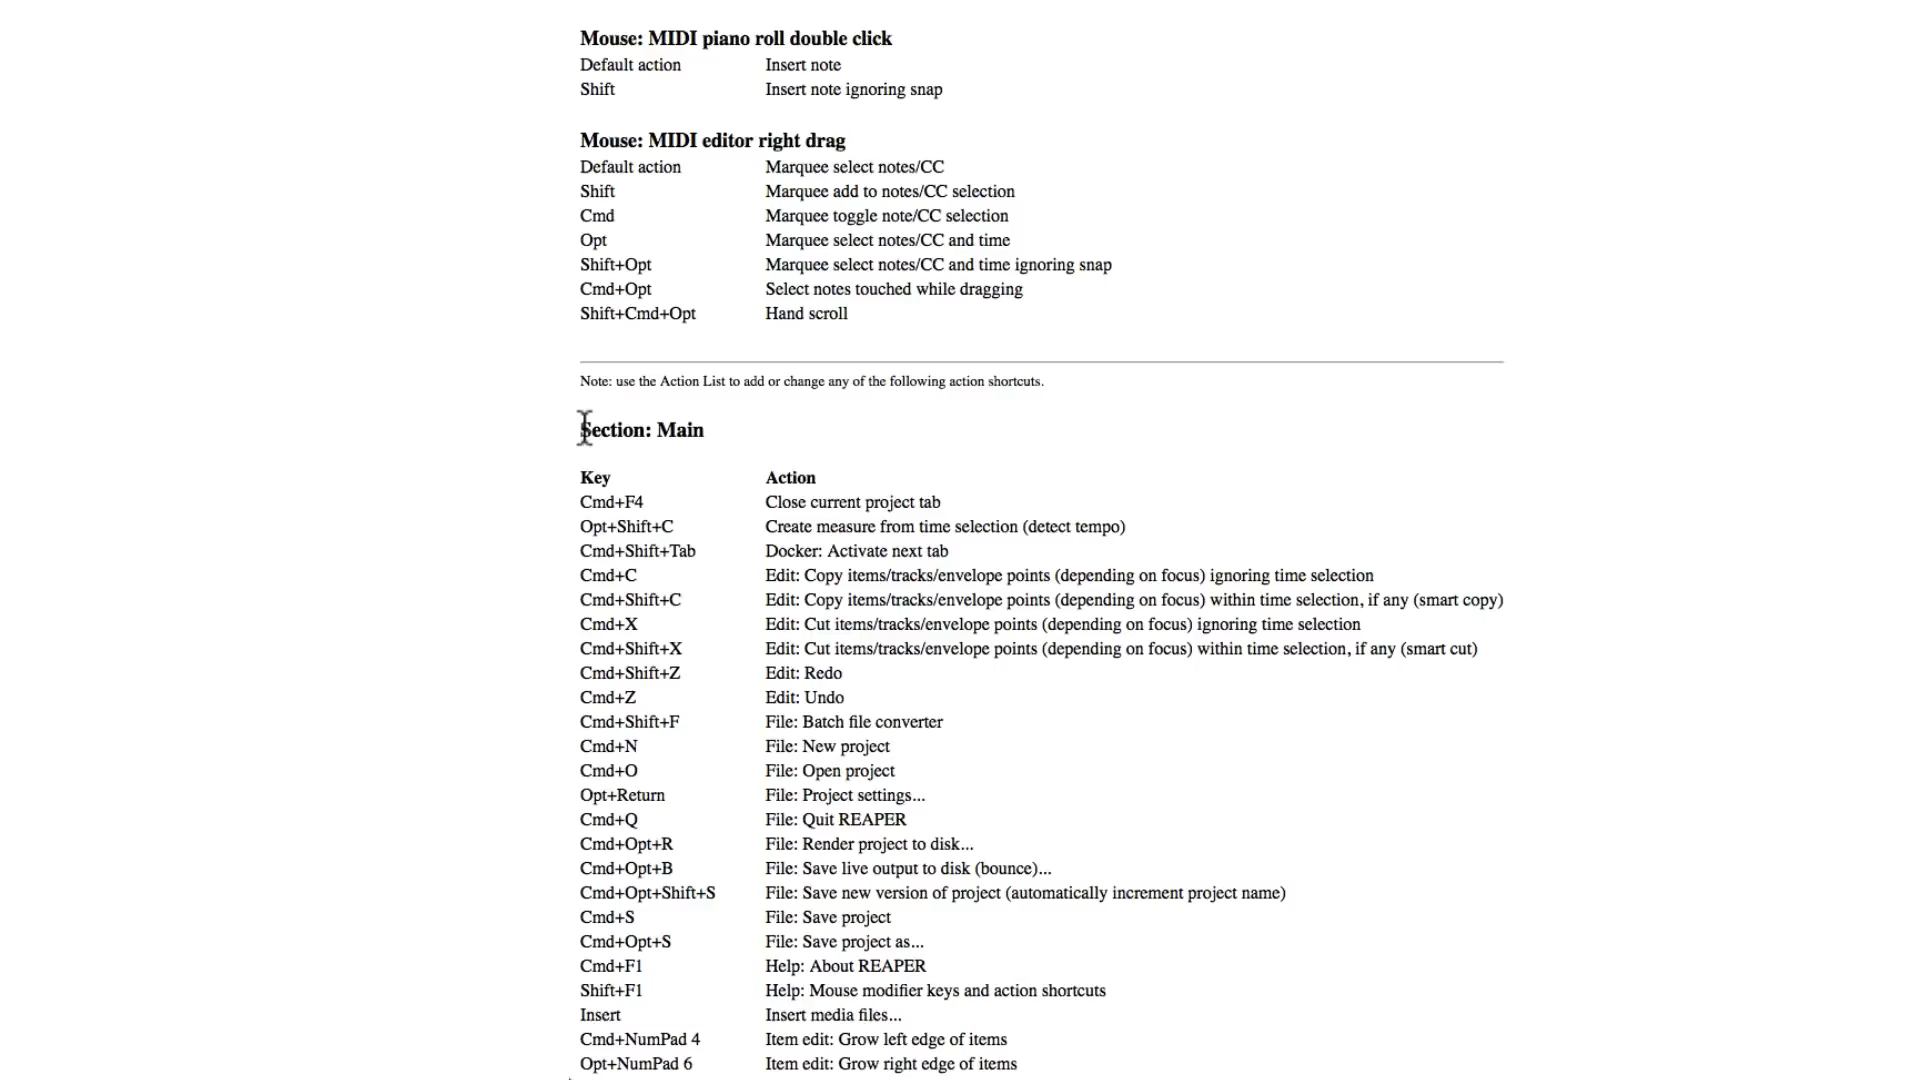 Mouse: MIDI piano roll double click
Default action Insert note
Shift Insert note ignoring snap
Mouse: MIDI editor right drag
Default action Marquee select notes/CC
Shift Marquee add to notes/CC selection
Cmd Marquee toggle note/CC selection
Opt Marquee select notes/CC and time
Shift+Opt Marquee select notes/CC and time ignoring snap
Cmd+Opt Select notes touched while dragging
Shift+Cmd+Opt Hand scroll
Note: use the Action List to add or change any of the following action shortcuts.
Section: Main
Key Action
Cmd+F4 Close current project tab
Opt+Shift+C Create measure from time selection (detect tempo)
Cmd+Shift+Tab Docker: Activate next tab
Cmd+C Edit: Copy items/tracks/envelope points (depending on focus) ignoring time selection
Cmd+Shift+C Edit: Copy items/tracks/envelope points (depending on focus) within time selection, if any (smart copy)
Cmd+X Edit: Cut items/tracks/envelope points (depending on focus) ignoring time selection
Cmd+Shift+X Edit: Cut items/tracks/envelope points (depending on focus) within time selection, if any (smart cut)
Cmd+Shift+Z Edit: Redo
Cmd+Z Edit: Undo
Cmd+Shift+F File: Batch file converter
Cmd+N File: New project
Cmd+O File: Open project
Opt+Return File: Project settings...
Cmd+Q File: Quit REAPER
Cmd+Opt+R File: Render project to disk...
Cmd+Opt+B File: Save live output to disk (bounce)...
Cmd+Opt+Shift+S File: Save new version of project (automatically increment project name)
Cmd+S File: Save project
Cmd+Opt+S File: Save project as...
Cmd+F1 Help: About REAPER
Shift+F1 Help: Mouse modifier keys and action shortcuts
Insert Insert media files...
Cmd+NumPad 4 Item edit: Grow left edge of items
Opt+NumPad 6 Item edit: Grow right edge of items